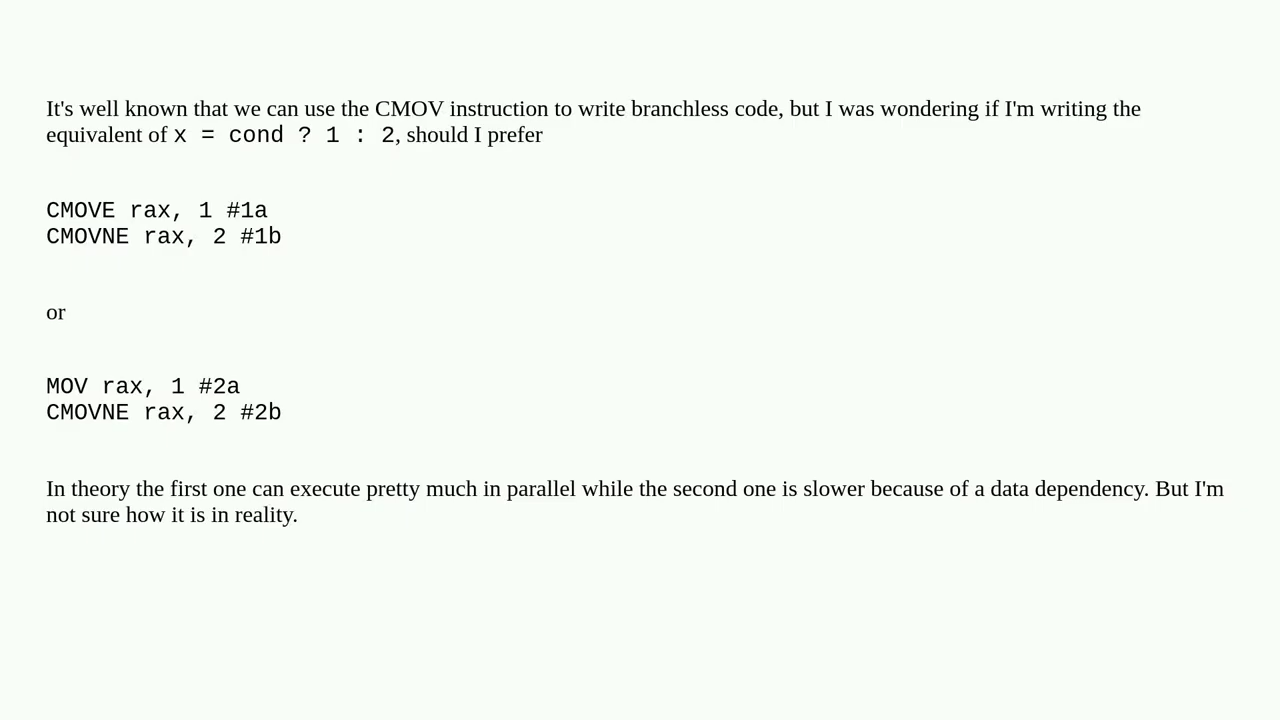 It's well known that we can use the CMOV instruction to write branchless code, but I was wondering if I'm writing the
equivalent of x = cond ? 1 : 2, should I prefer
CMOVE rax, 1 #1a
CMOVNE rax, 2 #1b
or
MOV rax, 1 #2a
CMOVNE rax, 2 #2b
In theory the first one can execute pretty much in parallel while the second one is slower because of a data dependency. But I'm
not sure how it is in reality.